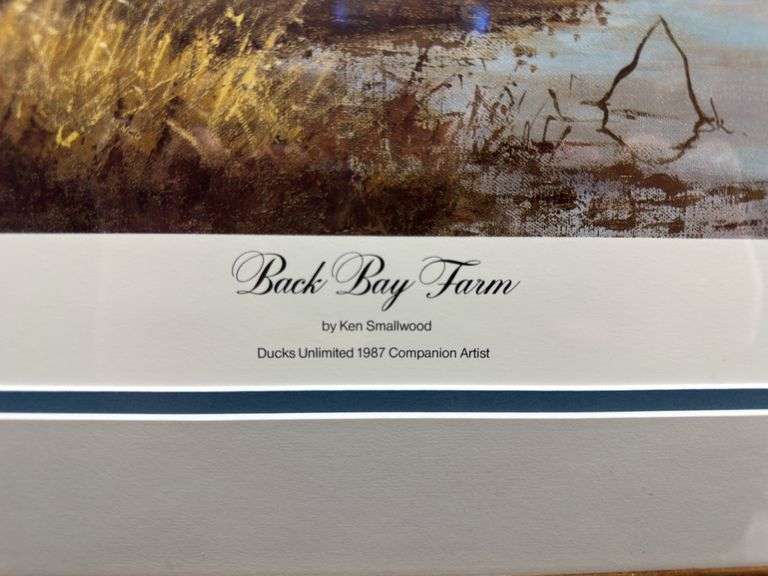 Back Bay Farm
by Ken Smallwood
Ducks Unlimited 1987 Companion Artist